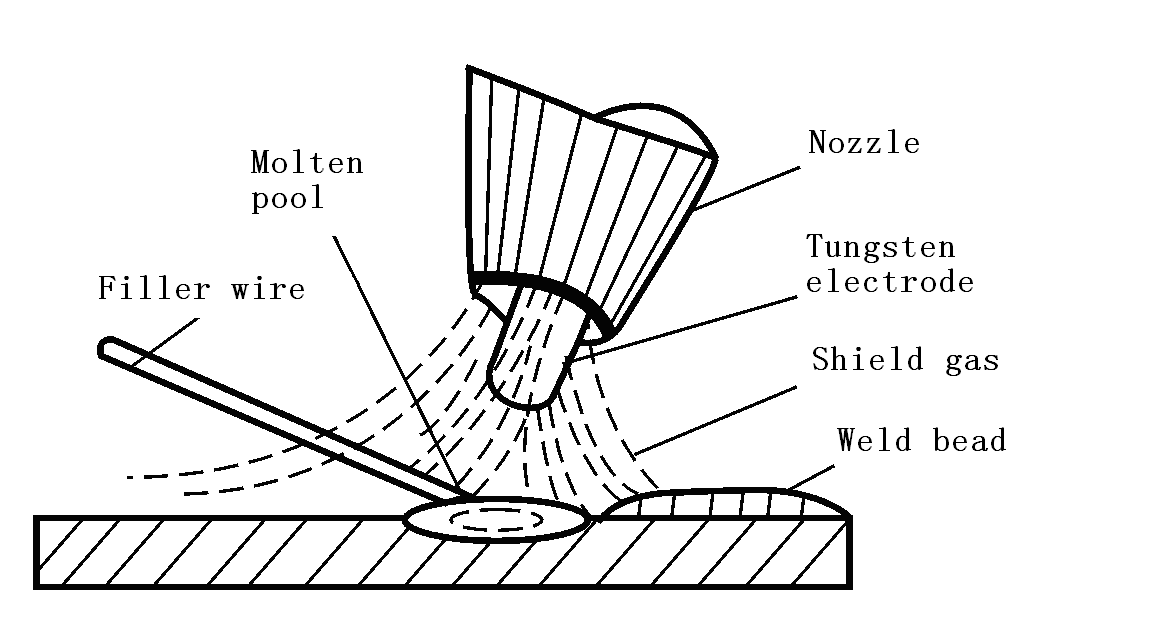 Molten
pool
Nozzle
Tungsten
electrode
Filler wire
Shield gas
Weld bead